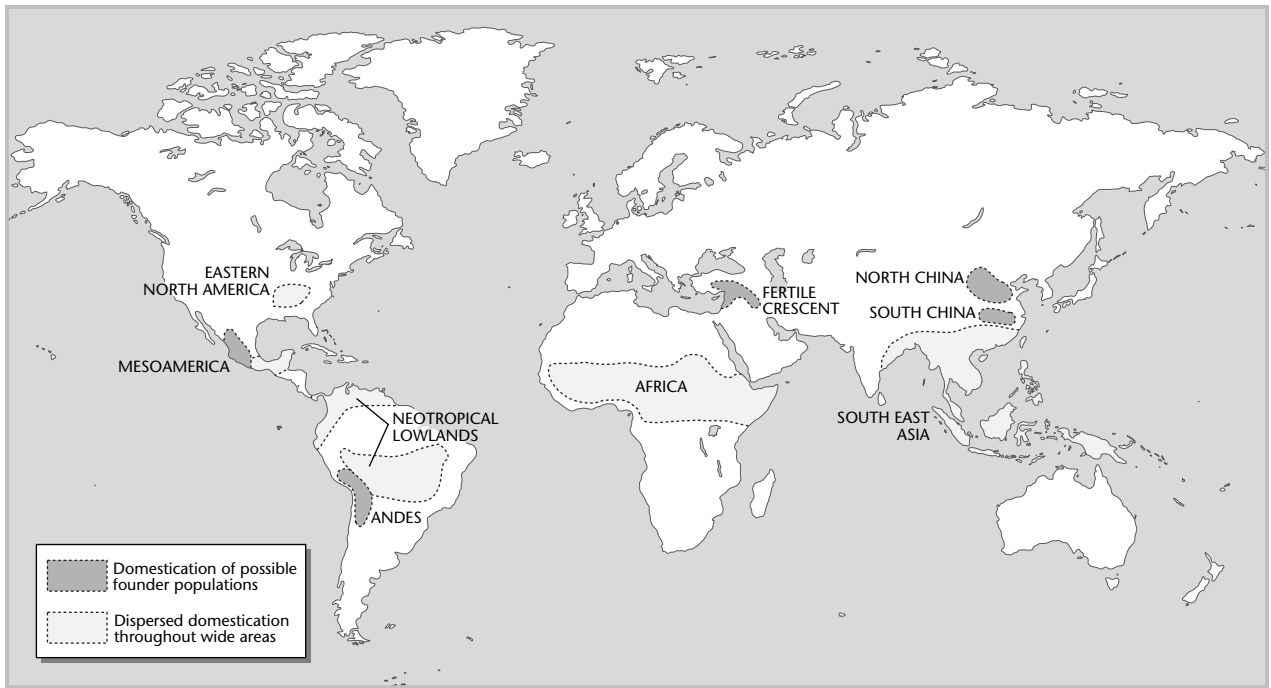 EASTERN
NORTH AMERICA
MESOAMERICA
NEOTROPICAL
LOWLANDS
ANDES
AFRICA
FERTILE
CRESCENT
NORTH CHINA
SOUTH CHINA
SOUTH EAST
ASIA
Domestication of possible
founder populations
Dispersed domestication
throughout wide areas